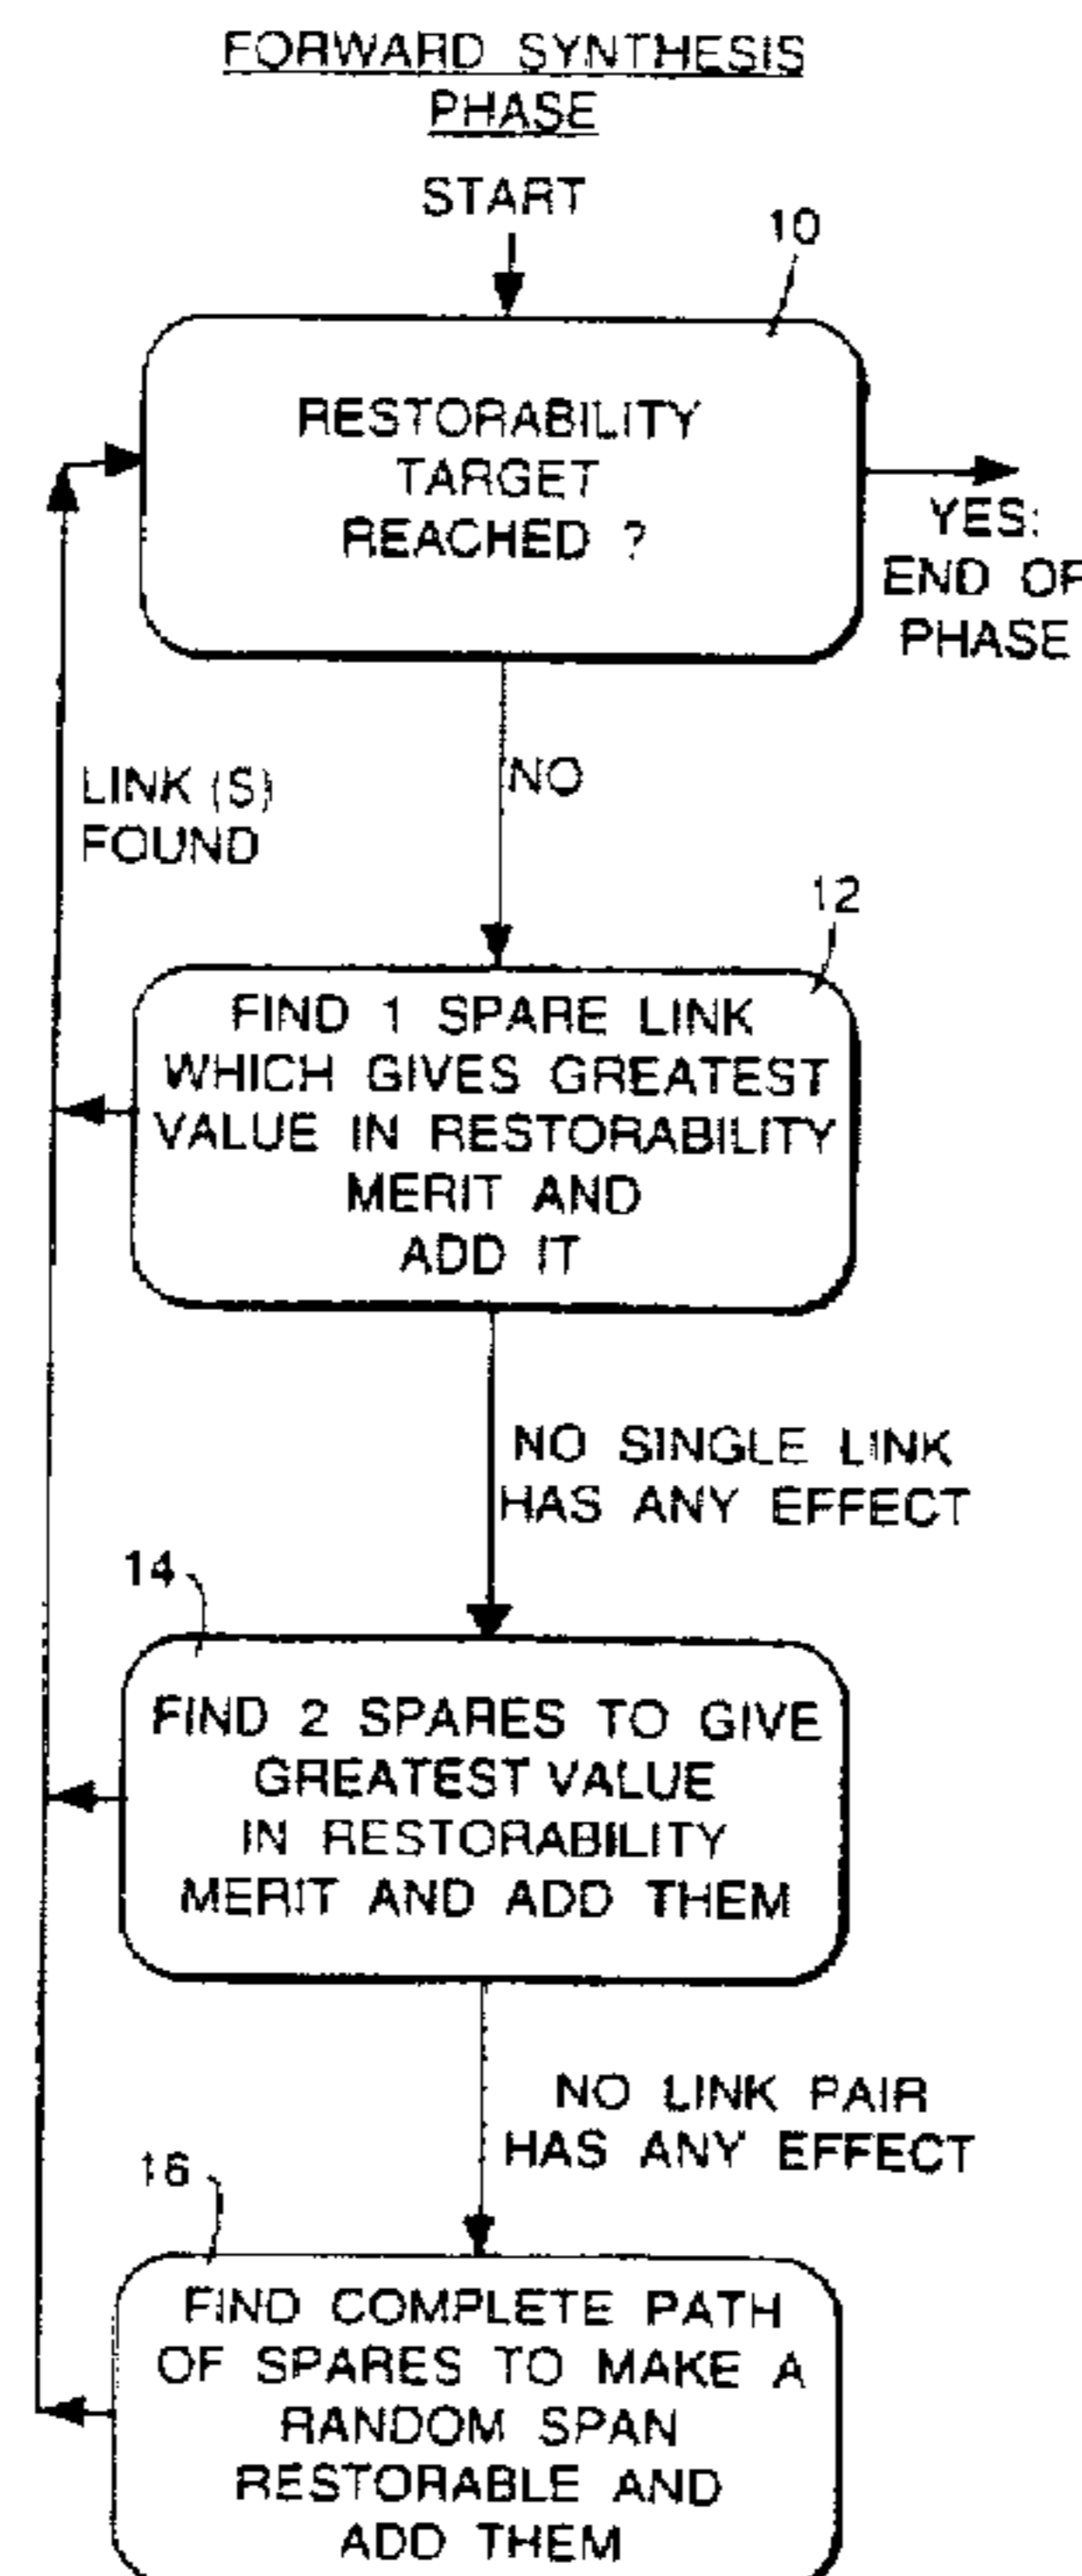 FORWARD SYNTHESIS
PHASE
START
10
RESTORABILITY
TARGET
REACHED ?
YES:
END OF
PHASE
NO
LINK (S)
FOUND
12
FIND 1 SPARE LINK
WHICH GIVES GREATEST
VALUE IN RESTORABILITY
MERIT AND
ADD IT
NO SINGLE LINK
HAS ANY EFFECT
14
FIND 2 SPARES TO GIVE
GREATEST VALUE
IN RESTORABILITY
MERIT AND ADD THEM
NO LINK PAIR
HAS ANY EFFECT
16
FIND COMPLETE PATH
OF SPARES TO MAKE A
RANDOM SPAN
RESTORABLE AND
ADD THEM